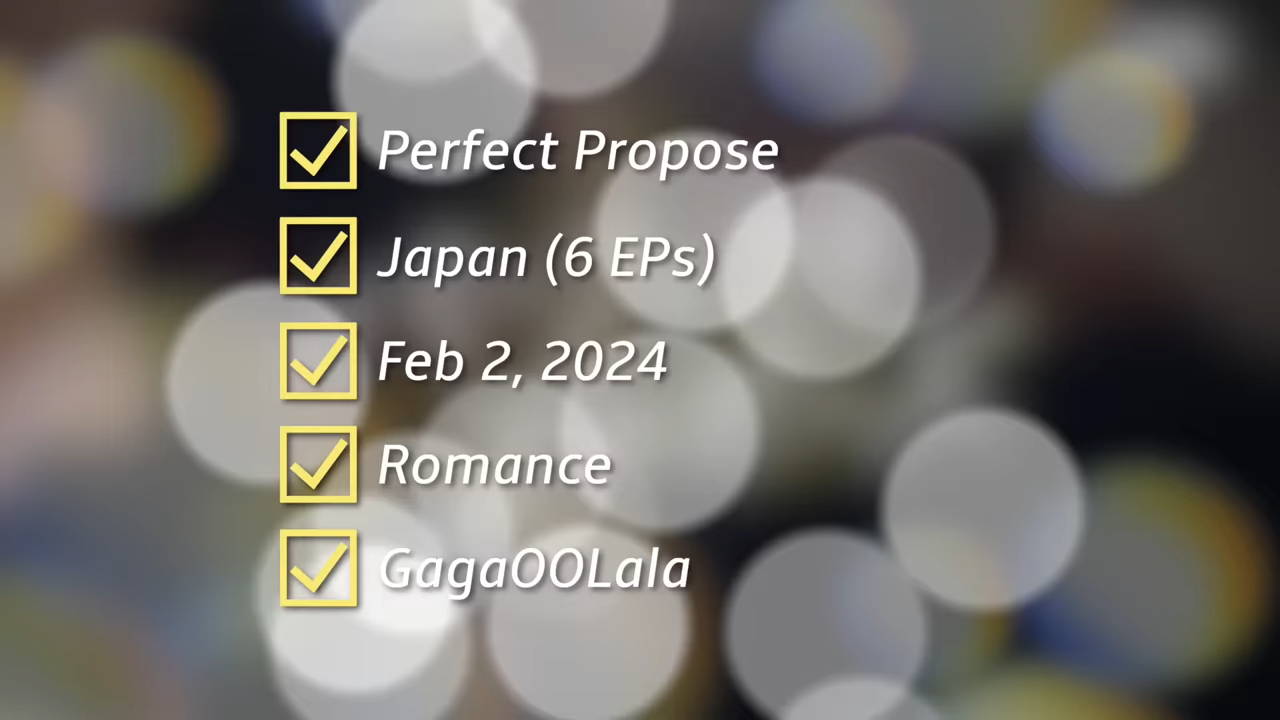 Perfect Propose
Japan (6 EPs)
Feb 2, 2024
Romance
GagaOOLala